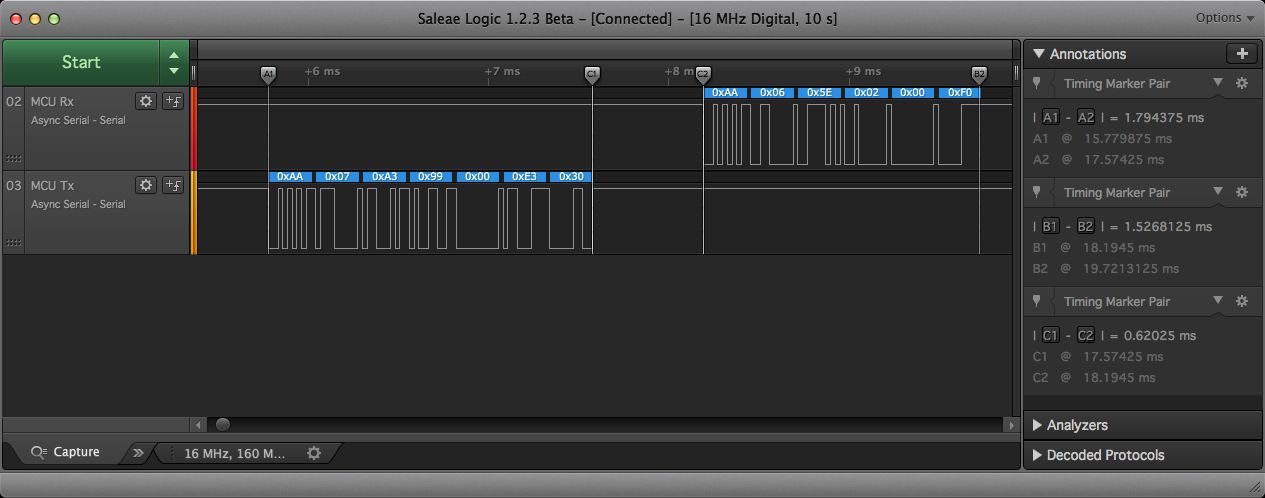 Saleae Logic 1.2.3 Beta – [Connected] – [16 MHz Digital, 10 s]
Options
Start
A1
+6 ms
+7 ms
C1
+8 m
C2
+9 ms
B2
02
MCU Rx
Async Serial - Serial
0xAA
0x06
0x5E
0x02
0x00
0xF0
03
MCU Tx
Async Serial - Serial
0xAA
0x07
0xA3
0x99
0x00
0xE3
0x30
Capture
16 MHz, 160 M...
Annotations
Timing Marker Pair
| A1 - A2 | = 1.794375 ms
A1 @ 15.779875 ms
A2 @ 17.57425 ms
Timing Marker Pair
| B1 - B2 | = 1.5268125 ms
B1 @ 18.1945 ms
B2 @ 19.7213125 ms
Timing Marker Pair
| C1 - C2 | = 0.62025 ms
C1 @ 17.57425 ms
C2 @ 18.1945 ms
Analyzers
Decoded Protocols